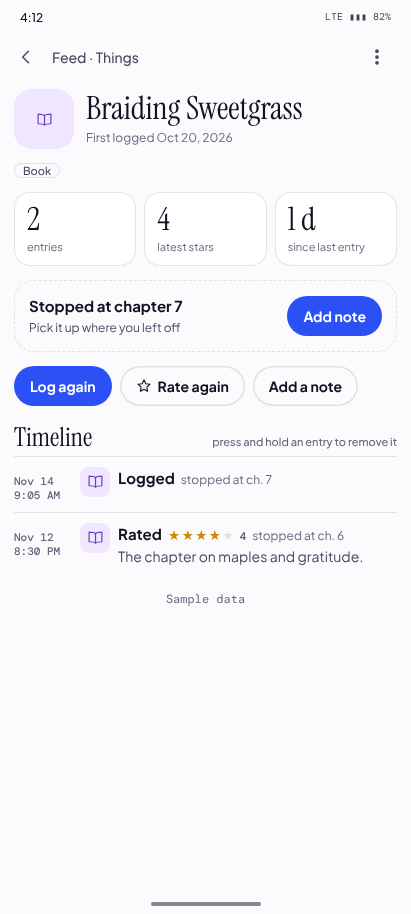 4:12
LTE 82%
Feed · Things
Braiding Sweetgrass
First logged Oct 20, 2026
Book
2
entries
4
latest stars
1 d
since last entry
Stopped at chapter 7
Pick it up where you left off
Add note
Log again
Rate again
Add a note
Timeline
press and hold an entry to remove it
Nov 14
9:05 AM
Logged stopped at ch. 7
Nov 12
8:30 PM
Rated ★★★★★ 4 stopped at ch. 6
The chapter on maples and gratitude.
Sample data